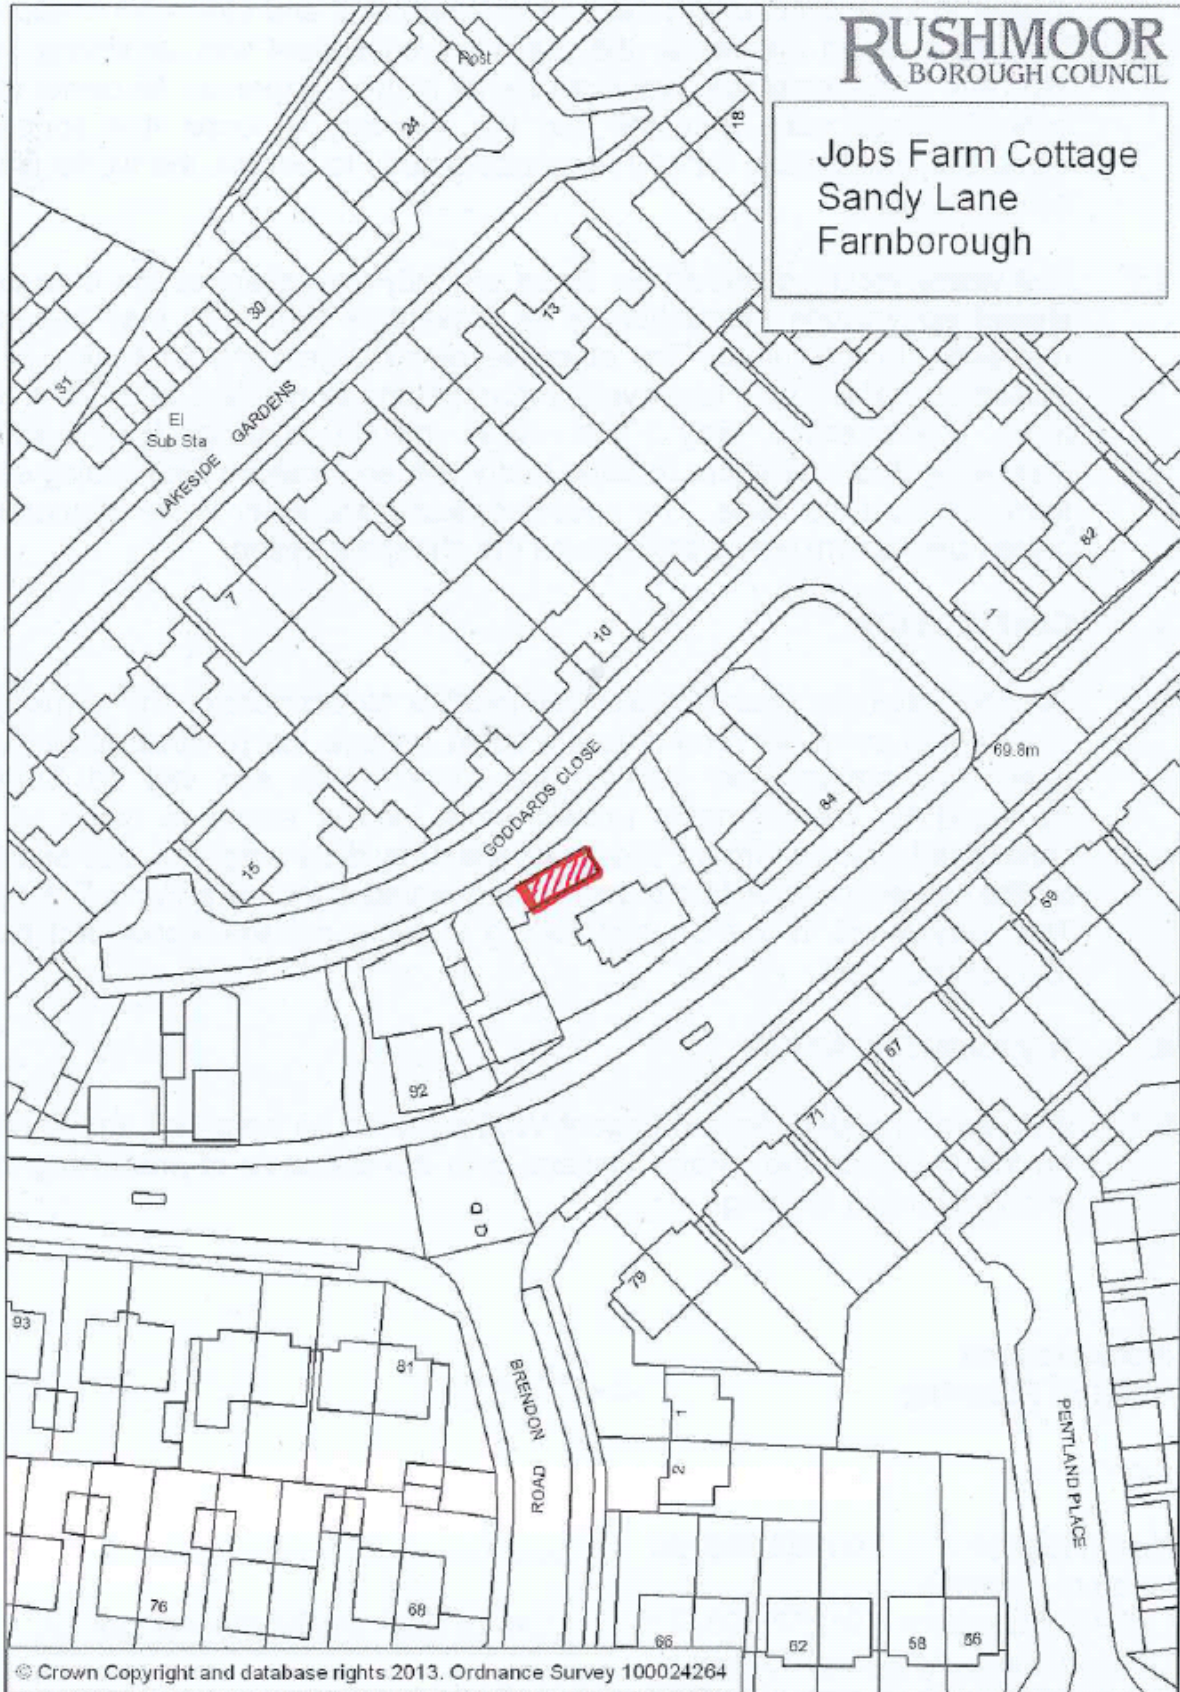 RUSHMOOR
BOROUGH COUNCIL
Jobs Farm Cottage
Sandy Lane
Farnborough
Post
24
18
30
13
31
El
Sub Sta
LAKESIDE GARDENS
82
7
1
10
69.8m
GODDARDS CLOSE
84
15
59
67
92
71
79
93
81
BRENDON
ROAD
1
2
PENTLAND PLACE
76
68
66
62
58
56
© Crown Copyright and database rights 2013. Ordnance Survey 100024264